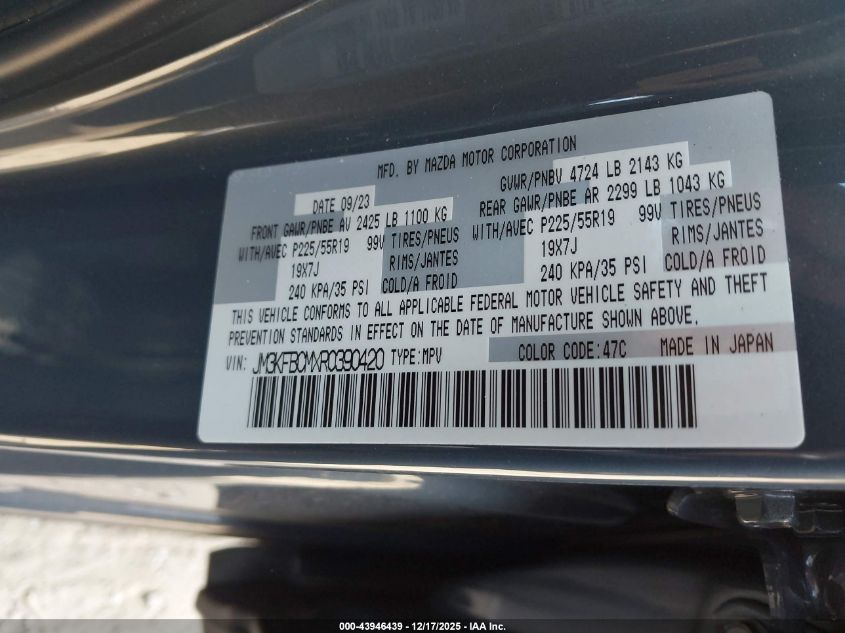 MFD. BY MAZDA MOTOR CORPORATION
DATE 09/23 GVWR/PNBV 4724 LB 2143 KG
FRONT GAWR/PNBE AV 2425 LB 1100 KG REAR GAWR/PNBE AR 2299 LB 1043 KG
WITH/AVEC P225/55R19 99V TIRES/PNEUS WITH/AVEC P225/55R19 99V TIRES/PNEUS
19X7J RIMS/JANTES 19X7J RIMS/JANTES
240 KPA/35 PSI COLD/A FROID 240 KPA/35 PSI COLD/A FROID
THIS VEHICLE CONFORMS TO ALL APPLICABLE FEDERAL MOTOR VEHICLE SAFETY AND THEFT
PREVENTION STANDARDS IN EFFECT ON THE DATE OF MANUFACTURE SHOWN ABOVE.
VIN: JM3KFBCMXR0390420 TYPE:MPV COLOR CODE:47C MADE IN JAPAN
000-43946439 - 12/17/2025 - IAA Inc.